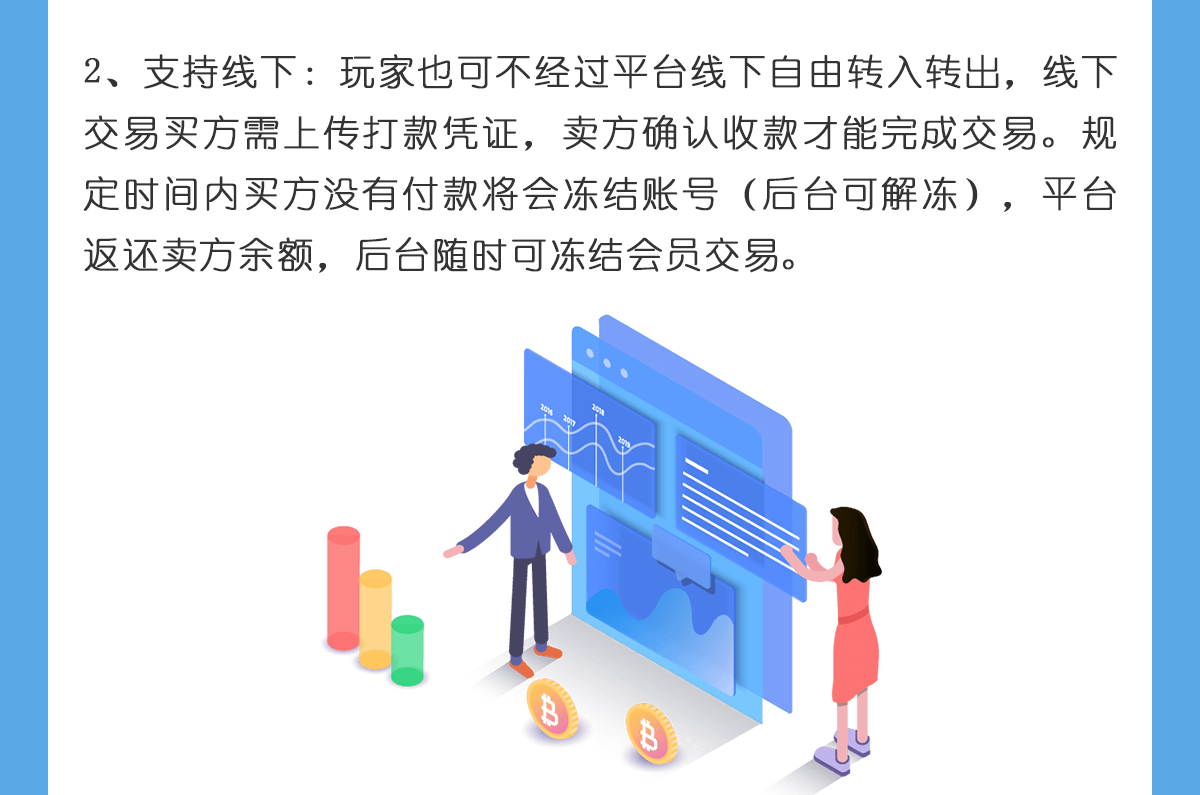 2、支持线下：玩家也可不经过平台线下自由转入转出，线下
交易买方需上传打款凭证，卖方确认收款才能完成交易。规
定时间内买方没有付款将会冻结账号（后台可解冻），平台
返还卖方余额，后台随时可冻结会员交易。
2016
2017
2018
2019